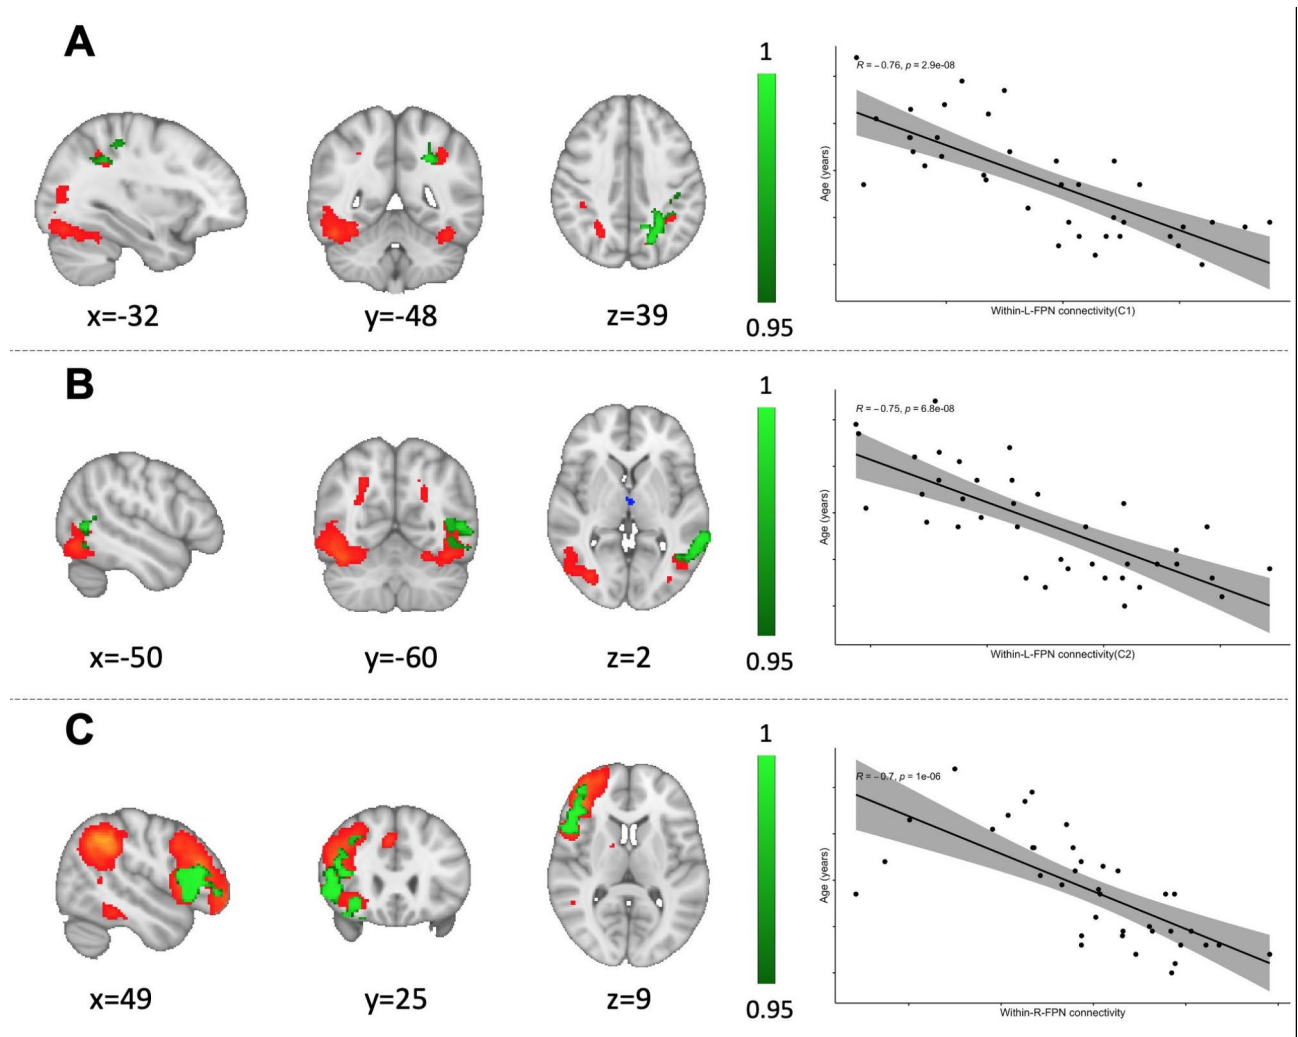 A
1
R = −0.76, p = 2.9e-08
Age (years)
x=-32
y=-48
z=39
0.95
Within-L-FPN connectivity(C1)
B
1
R = −0.75, p = 6.8e-08
Age (years)
x=-50
y=-60
z=2
0.95
Within-L-FPN connectivity(C2)
C
1
R = −0.7, p = 1e-06
Age (years)
x=49
y=25
z=9
0.95
Within-R-FPN connectivity